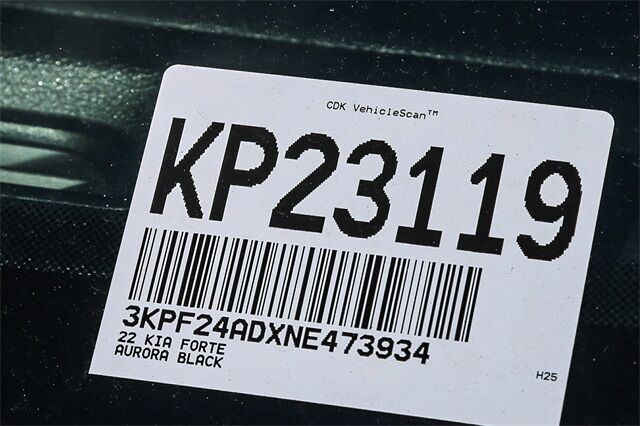 CDK VehicleScan™
KP23119
3KPF24ADXNE473934
22 KIA FORTE
AURORA BLACK
H25